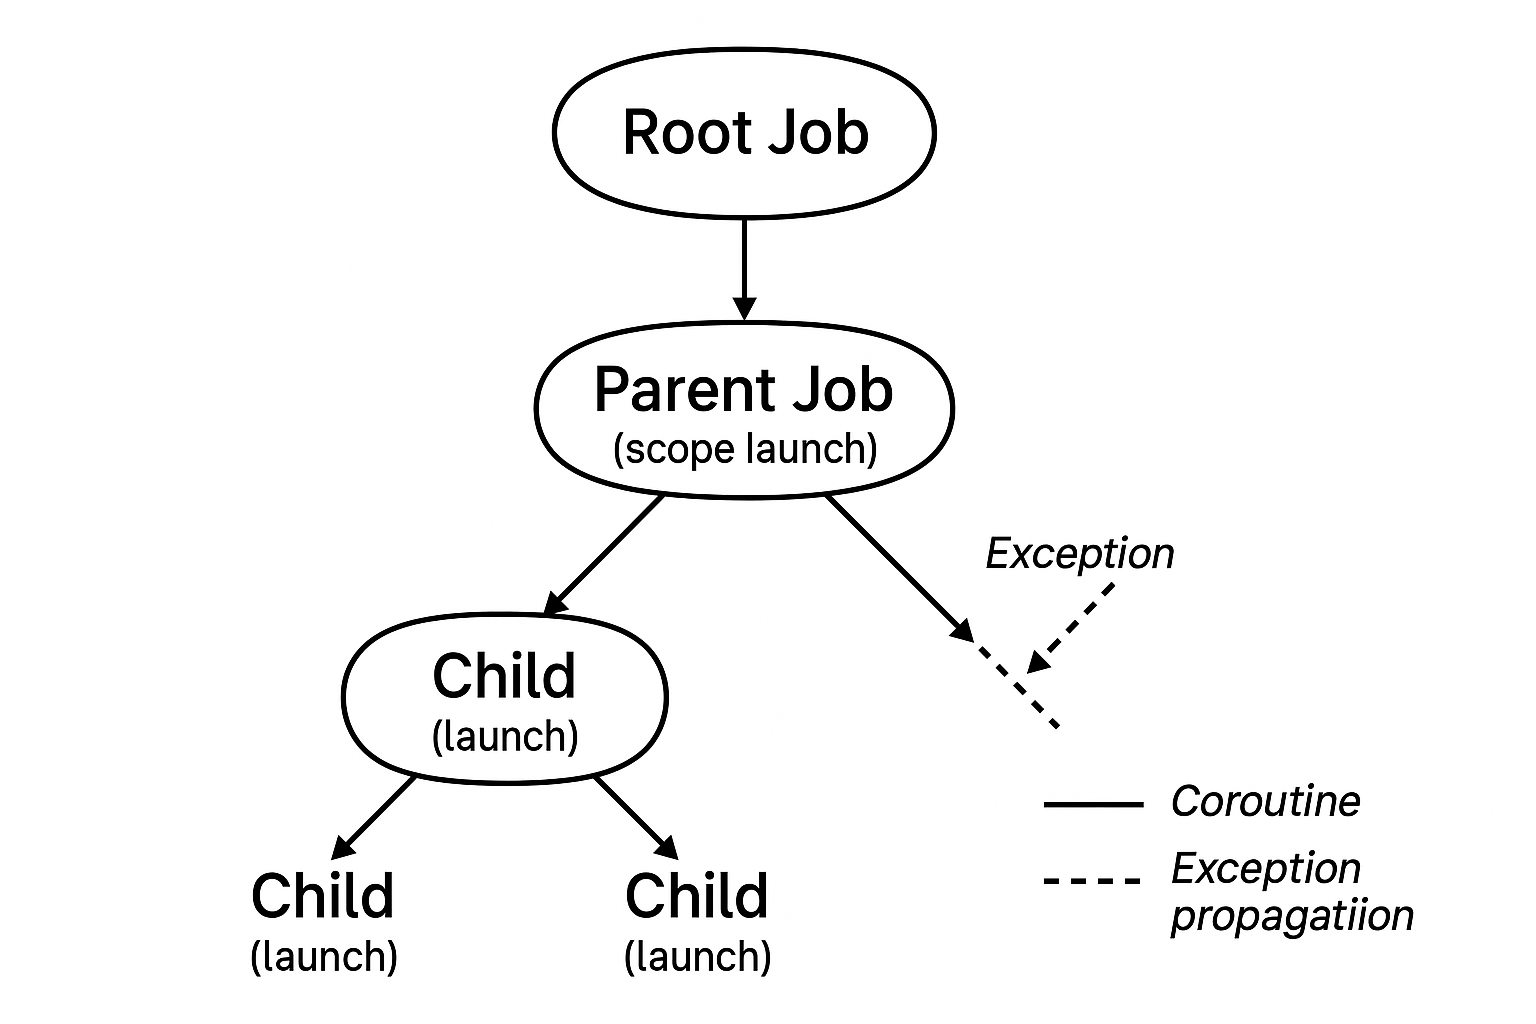 Root Job
Parent Job
(scope launch)
Exception
Child
(launch)
Coroutine
Exception
propagatiion
Child
(launch)
Child
(launch)